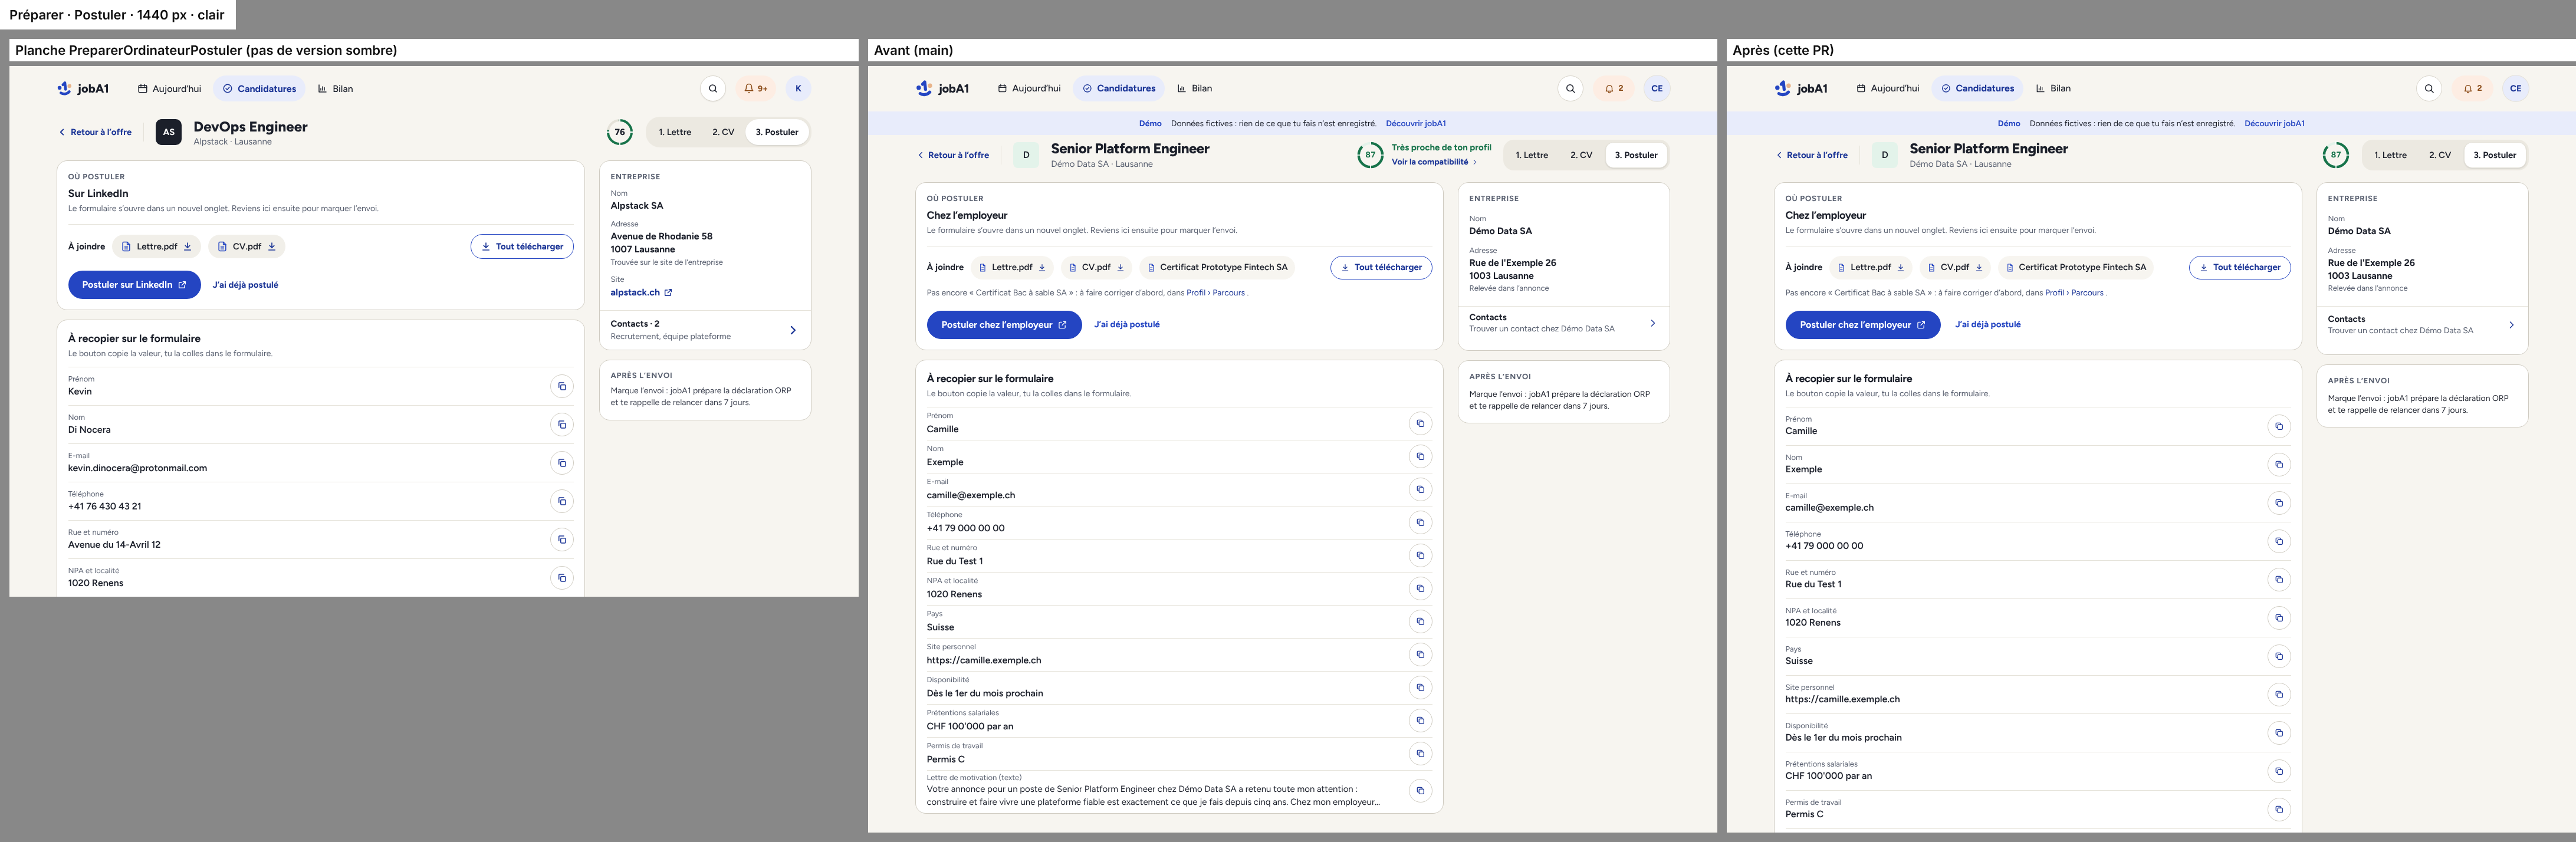 Préparer · Postuler · 1440 px · clair
Planche PreparerOrdinateurPostuler (pas de version sombre)
jobA1
Aujourd'hui
Candidatures
Bilan
9+
K
Retour à l'offre
AS
DevOps Engineer
Alpstack · Lausanne
76
1. Lettre
2. CV
3. Postuler
OÙ POSTULER
Sur LinkedIn
Le formulaire s'ouvre dans un nouvel onglet. Reviens ici ensuite pour marquer l'envoi.
À joindre
Lettre.pdf
CV.pdf
Tout télécharger
Postuler sur LinkedIn
J'ai déjà postulé
À recopier sur le formulaire
Le bouton copie la valeur, tu la colles dans le formulaire.
Prénom
Kevin
Nom
Di Nocera
E-mail
kevin.dinocera@protonmail.com
Téléphone
+41 76 430 43 21
Rue et numéro
Avenue du 14-Avril 12
NPA et localité
1020 Renens
ENTREPRISE
Nom
Alpstack SA
Adresse
Avenue de Rhodanie 58
1007 Lausanne
Trouvée sur le site de l'entreprise
Site
alpstack.ch
Contacts · 2
Recrutement, équipe plateforme
APRÈS L'ENVOI
Marque l'envoi : jobA1 prépare la déclaration ORP
et te rappelle de relancer dans 7 jours.
Avant (main)
jobA1
Aujourd'hui
Candidatures
Bilan
2
CE
Démo Données fictives : rien de ce que tu fais n'est enregistré. Découvrir jobA1
Retour à l'offre
D
Senior Platform Engineer
Démo Data SA · Lausanne
87
Très proche de ton profil
Voir la compatibilité
1. Lettre
2. CV
3. Postuler
OÙ POSTULER
Chez l'employeur
Le formulaire s'ouvre dans un nouvel onglet. Reviens ici ensuite pour marquer l'envoi.
À joindre
Lettre.pdf
CV.pdf
Certificat Prototype Fintech SA
Tout télécharger
Pas encore « Certificat Bac à sable SA » : à faire corriger d'abord, dans Profil › Parcours .
Postuler chez l'employeur
J'ai déjà postulé
À recopier sur le formulaire
Le bouton copie la valeur, tu la colles dans le formulaire.
Prénom
Camille
Nom
Exemple
E-mail
camille@exemple.ch
Téléphone
+41 79 000 00 00
Rue et numéro
Rue du Test 1
NPA et localité
1020 Renens
Pays
Suisse
Site personnel
https://camille.exemple.ch
Disponibilité
Dès le 1er du mois prochain
Prétentions salariales
CHF 100'000 par an
Permis de travail
Permis C
Lettre de motivation (texte)
Votre annonce pour un poste de Senior Platform Engineer chez Démo Data SA a retenu toute mon attention :
construire et faire vivre une plateforme fiable est exactement ce que je fais depuis cinq ans. Chez mon employeur...
ENTREPRISE
Nom
Démo Data SA
Adresse
Rue de l'Exemple 26
1003 Lausanne
Relevée dans l'annonce
Contacts
Trouver un contact chez Démo Data SA
APRÈS L'ENVOI
Marque l'envoi : jobA1 prépare la déclaration ORP
et te rappelle de relancer dans 7 jours.
Après (cette PR)
jobA1
Aujourd'hui
Candidatures
Bilan
2
CE
Démo Données fictives : rien de ce que tu fais n'est enregistré. Découvrir jobA1
Retour à l'offre
D
Senior Platform Engineer
Démo Data SA · Lausanne
87
1. Lettre
2. CV
3. Postuler
OÙ POSTULER
Chez l'employeur
Le formulaire s'ouvre dans un nouvel onglet. Reviens ici ensuite pour marquer l'envoi.
À joindre
Lettre.pdf
CV.pdf
Certificat Prototype Fintech SA
Tout télécharger
Pas encore « Certificat Bac à sable SA » : à faire corriger d'abord, dans Profil › Parcours .
Postuler chez l'employeur
J'ai déjà postulé
À recopier sur le formulaire
Le bouton copie la valeur, tu la colles dans le formulaire.
Prénom
Camille
Nom
Exemple
E-mail
camille@exemple.ch
Téléphone
+41 79 000 00 00
Rue et numéro
Rue du Test 1
NPA et localité
1020 Renens
Pays
Suisse
Site personnel
https://camille.exemple.ch
Disponibilité
Dès le 1er du mois prochain
Prétentions salariales
CHF 100'000 par an
Permis de travail
Permis C
ENTREPRISE
Nom
Démo Data SA
Adresse
Rue de l'Exemple 26
1003 Lausanne
Relevée dans l'annonce
Contacts
Trouver un contact chez Démo Data SA
APRÈS L'ENVOI
Marque l'envoi : jobA1 prépare la déclaration ORP
et te rappelle de relancer dans 7 jours.